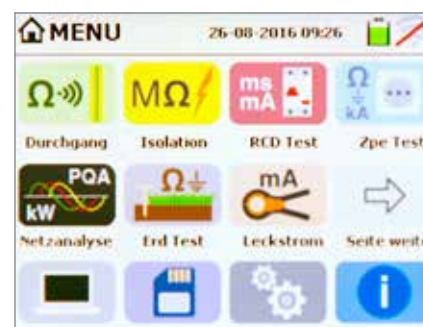 MENU 26-08-2016 09:26
Ω MΩ ms mA Ω kA
Durchgang Isolation RCD Test Zpe Test
PQA kW Ω mA
Netzanalyse Erd Test Leckstrom Seite weit
i